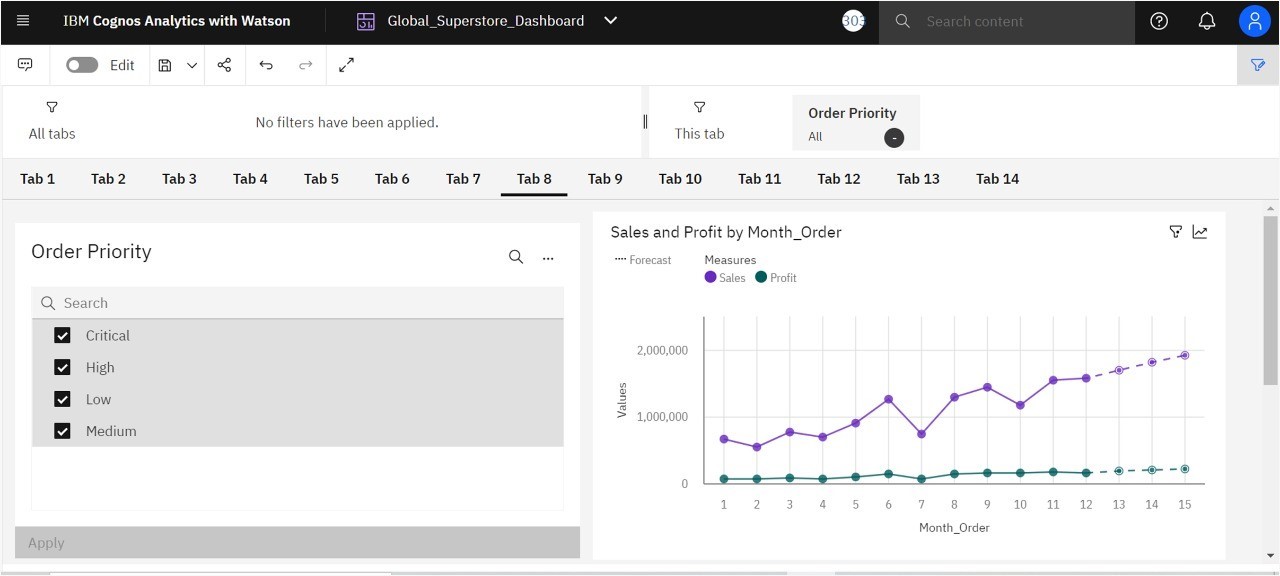 IBM Cognos Analytics with Watson
Global_Superstore_Dashboard
303
Search content
Edit
All tabs
No filters have been applied.
This tab
Order Priority
All
-
Tab 1 Tab 2 Tab 3 Tab 4 Tab 5 Tab 6 Tab 7 Tab 8 Tab 9 Tab 10 Tab 11 Tab 12 Tab 13 Tab 14
Order Priority
Search
Critical
High
Low
Medium
Apply
Sales and Profit by Month_Order
Forecast
Measures
Sales Profit
Values
2,000,000
1,000,000
0
1 2 3 4 5 6 7 8 9 10 11 12 13 14 15
Month_Order